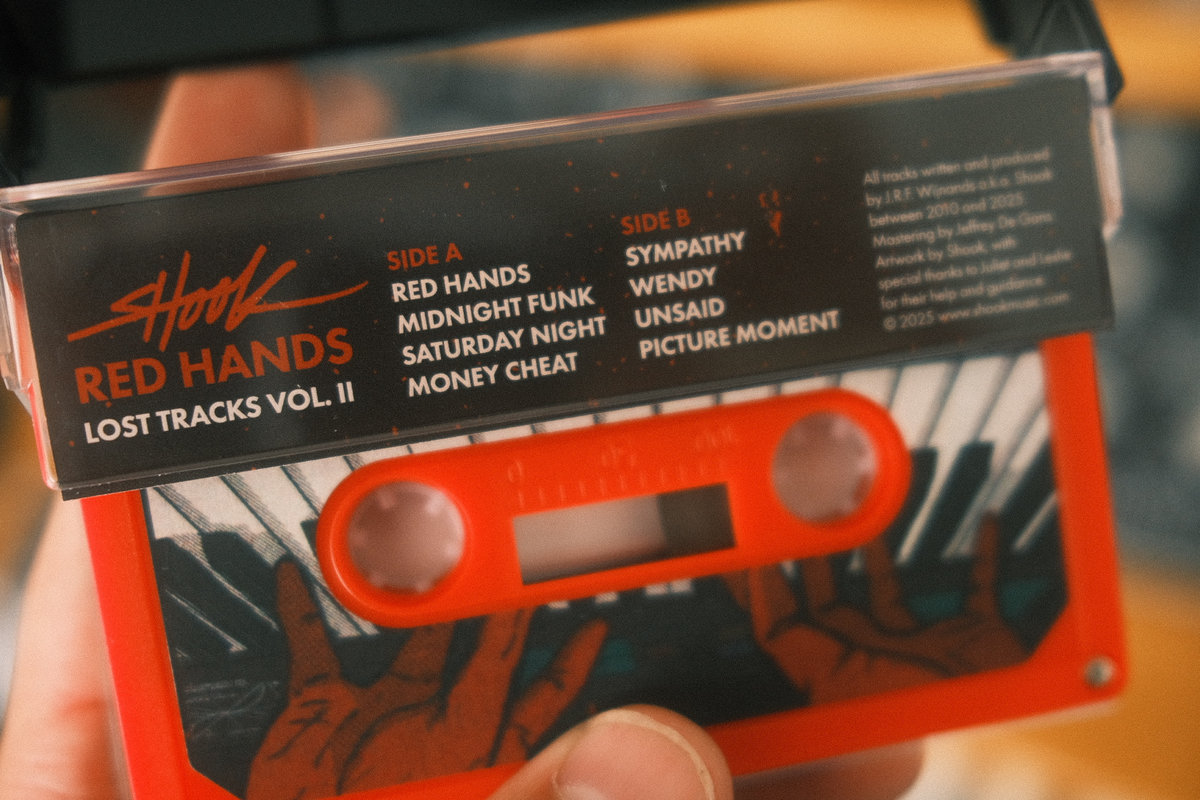 SHOOK
RED HANDS
LOST TRACKS VOL. II
SIDE A
RED HANDS
MIDNIGHT FUNK
SATURDAY NIGHT
MONEY CHEAT
SIDE B
SYMPATHY
WENDY
UNSAID
PICTURE MOMENT
All tracks written and produced
by J.R.F. Wijnands a.k.a. Shook
between 2010 and 2025
Mastering by Jeffrey De Gans
Artwork by Shook, with
special thanks to Juliet and Leslie
for their help and guidance.
© 2025 www.shookmusic.com
0
50
100